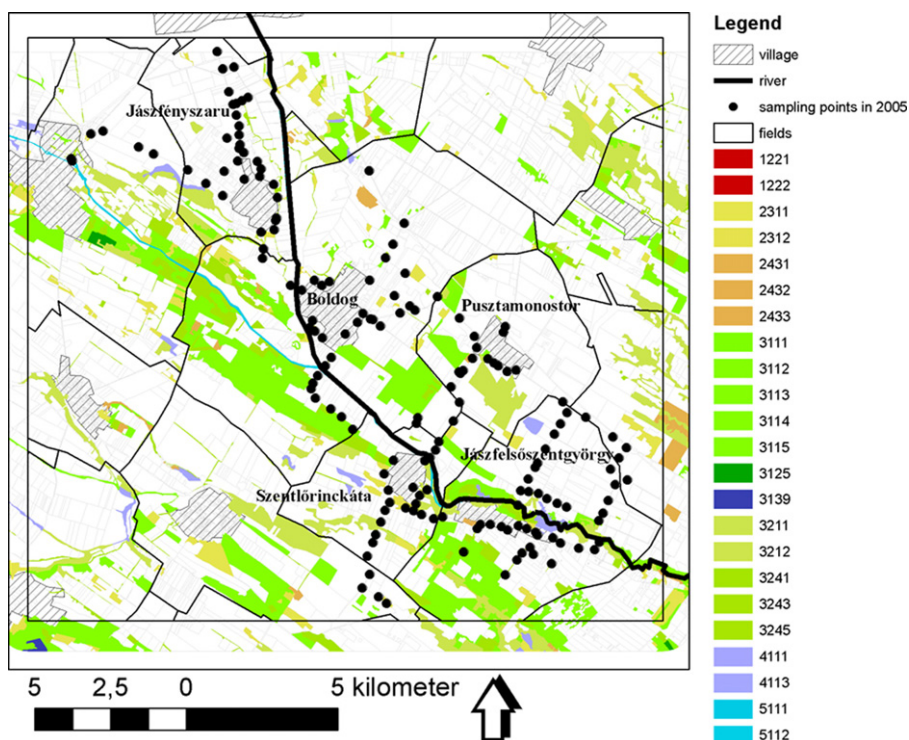 Jászfényszaru
Boldog
Pusztamonostor
Jászfelsőszentgyörgy
Szentlőrinckáta
5 2,5 0 5 kilometer
Legend
village
river
sampling points in 2005
fields
1221
1222
2311
2312
2431
2432
2433
3111
3112
3113
3114
3115
3125
3139
3211
3212
3241
3243
3245
4111
4113
5111
5112